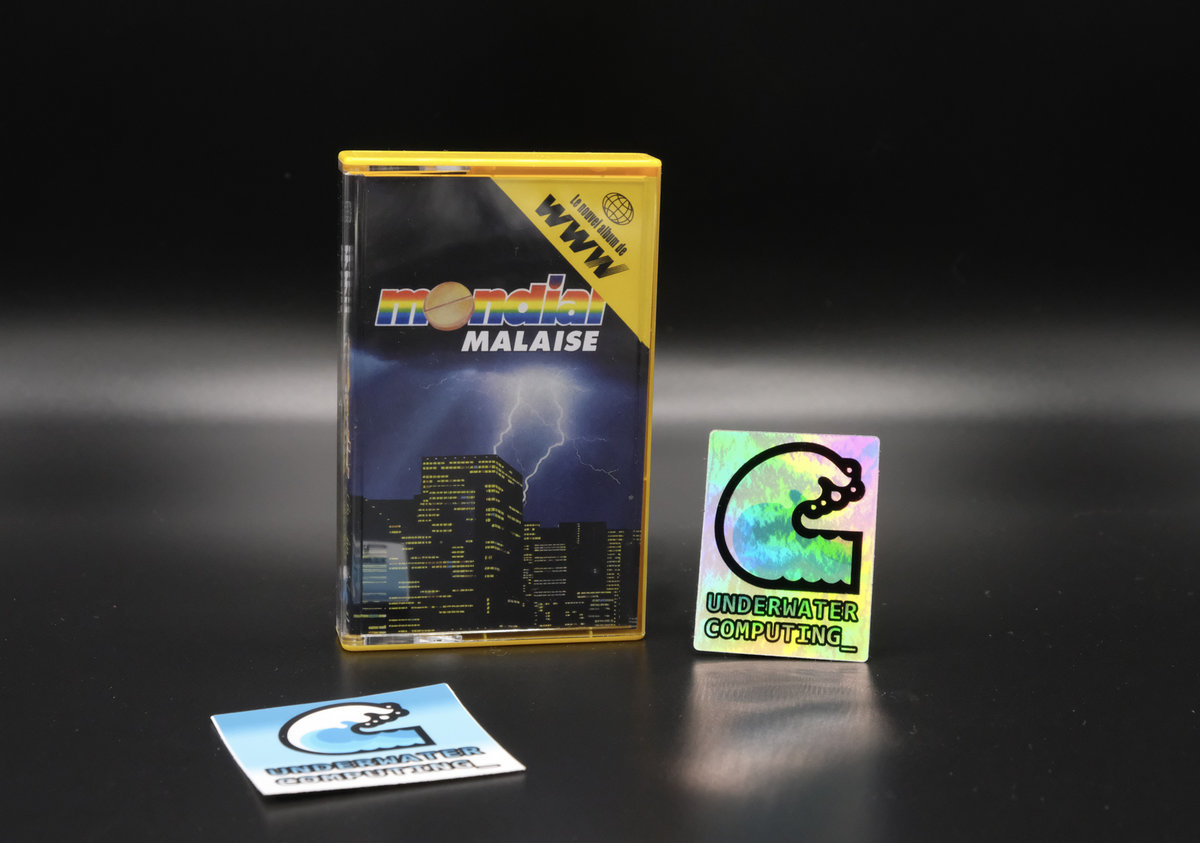 Le nouvel album de
WWW
mondial
MALAISE
UNDERWATER
COMPUTING_
UNDERWATER
COMPUTING_